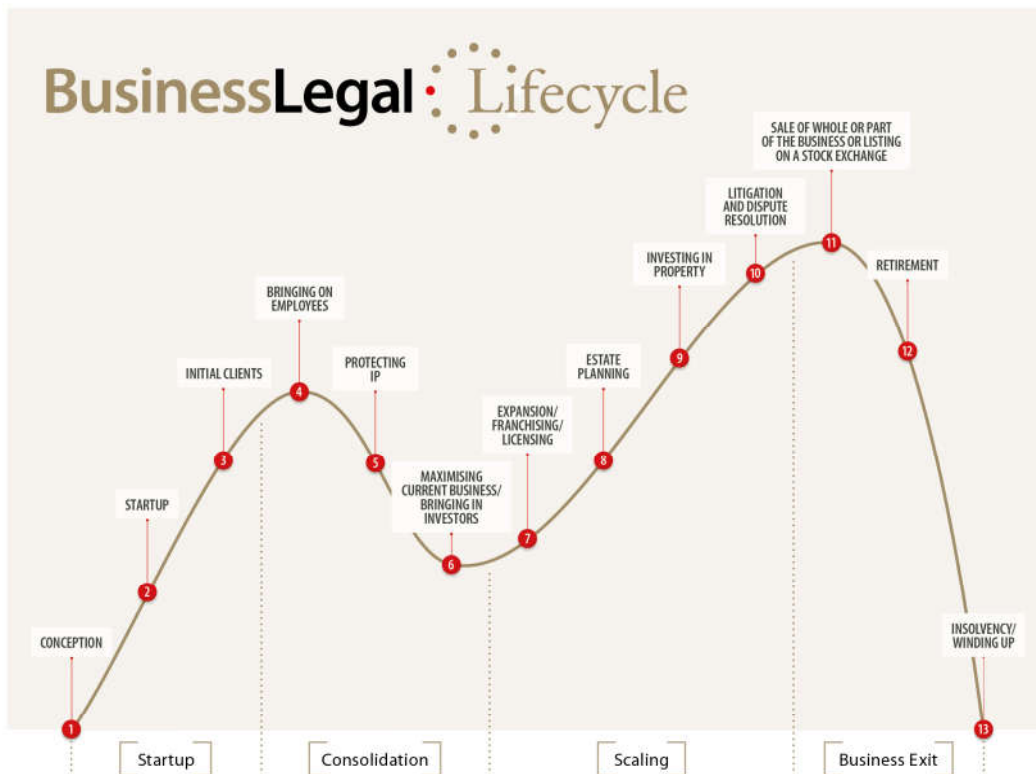 BusinessLegal Lifecycle
SALE OF WHOLE OR PART
OF THE BUSINESS OR LISTING
ON A STOCK EXCHANGE
LITIGATION
AND DISPUTE
RESOLUTION
INVESTING IN
PROPERTY
RETIREMENT
BRINGING ON
EMPLOYEES
INITIAL CLIENTS
PROTECTING
IP
ESTATE
PLANNING
EXPANSION/
FRANCHISING/
LICENSING
MAXIMISING
CURRENT BUSINESS/
BRINGING IN
INVESTORS
STARTUP
CONCEPTION
INSOLVENCY/
WINDING UP
1
2
3
4
5
6
7
8
9
10
11
12
13
Startup
Consolidation
Scaling
Business Exit